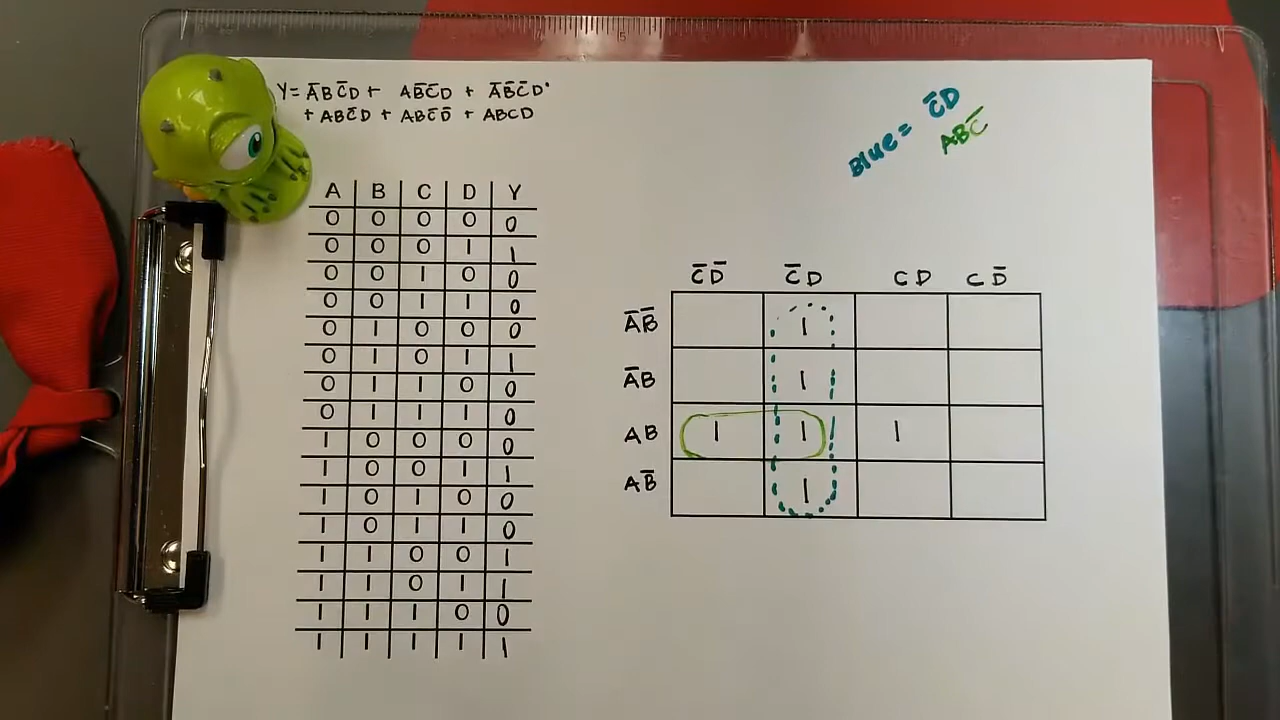 Y = A̅BC̅D + AB̅C̅D + A̅B̅C̅D
+ ABC̅D + ABC̅D̅ + ABCD
Blue = C̅D
ABC̅
A B C D Y
0 0 0 0 0
0 0 0 1 1
0 0 1 0 0
0 0 1 1 0
0 1 0 0 0
0 1 0 1 1
0 1 1 0 0
0 1 1 1 0
1 0 0 0 0
1 0 0 1 1
1 0 1 0 0
1 0 1 1 0
1 1 0 0 1
1 1 0 1 1
1 1 1 0 0
1 1 1 1 1
C̅D̅ C̅D CD CD̅
A̅B̅ 1
A̅B 1
AB 1 1 1
AB̅ 1